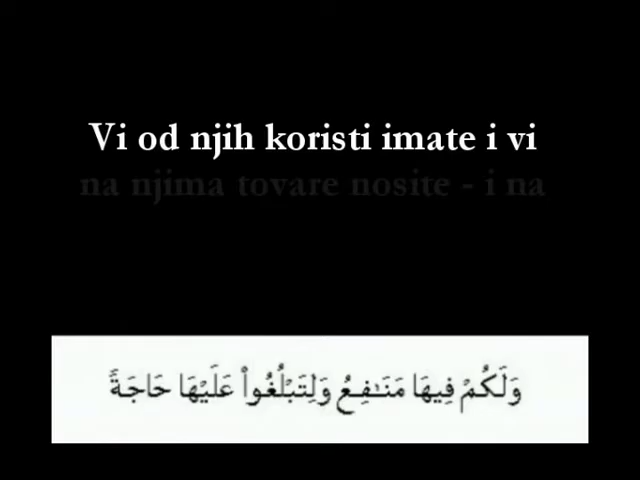 Vi od njih koristi imate i vi
na njima tovare nosite - i na
وَلَكُمْ فِيهَا مَنَـٰفِعُ وَلِتَبْلُغُوا۟ عَلَيْهَا حَاجَةً